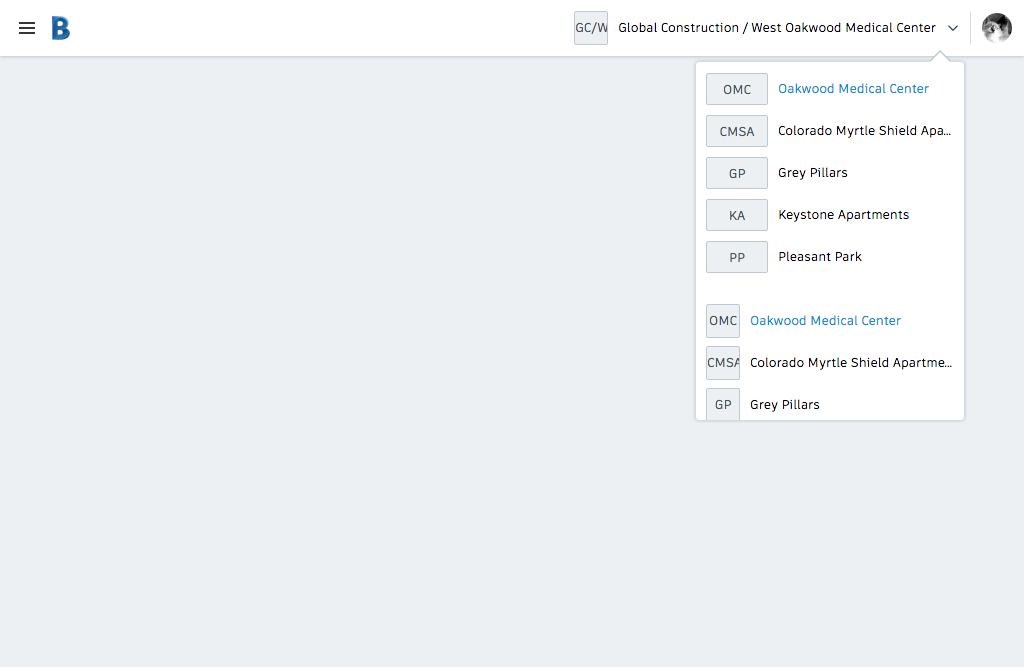 B
GC/W Global Construction / West Oakwood Medical Center
OMC Oakwood Medical Center
CMSA Colorado Myrtle Shield Apa...
GP Grey Pillars
KA Keystone Apartments
PP Pleasant Park
OMC Oakwood Medical Center
CMSA Colorado Myrtle Shield Apartme...
GP Grey Pillars